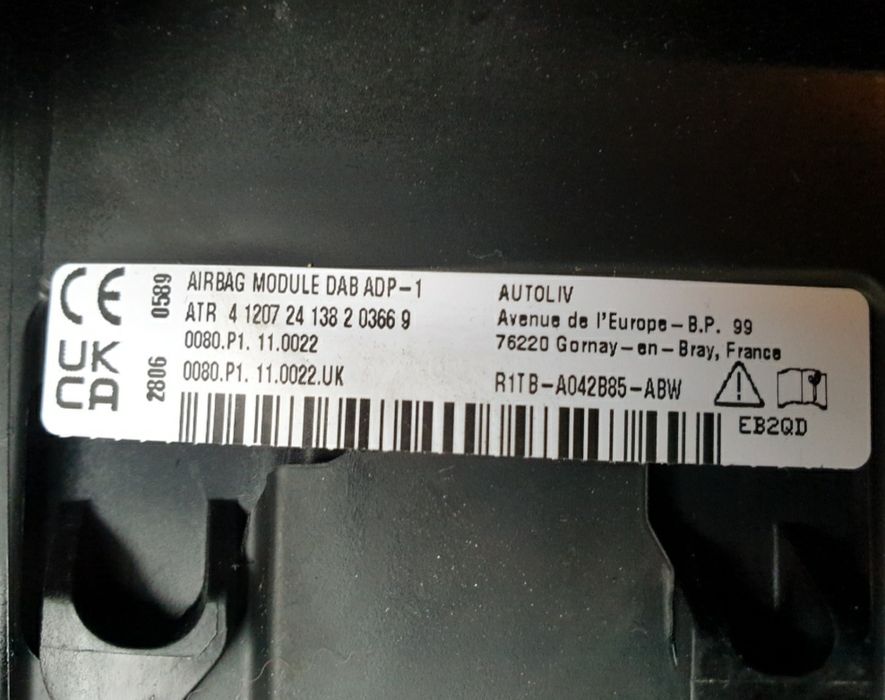 CE 0589
AIRBAG MODULE DAB ADP-1
ATR 4 1207 24 138 2 0366 9
0080.P1. 11.0022
UK
CA 2806
0080.P1. 11.0022.UK
AUTOLIV
Avenue de l'Europe-B.P. 99
76220 Gornay-en-Bray, France
R1TB-A042B85-ABW
EB2QD